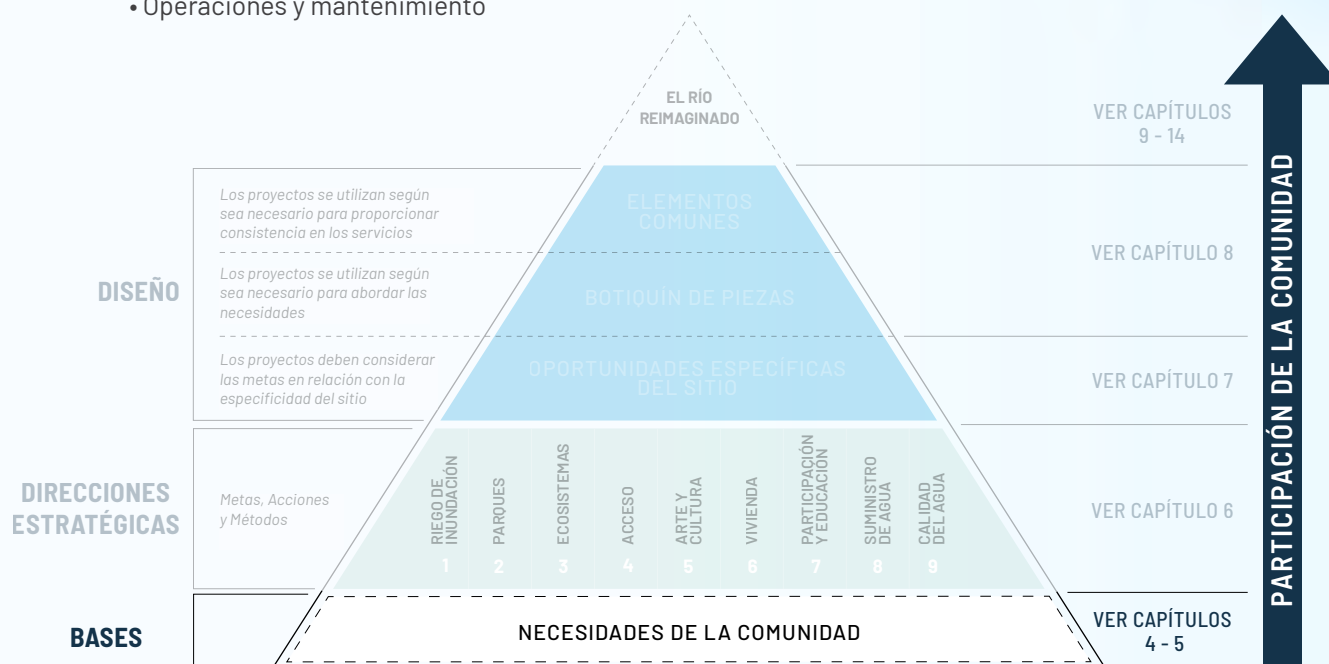 • Operaciones y mantenimiento
EL RÍO
REIMAGINADO
VER CAPÍTULOS
9 - 14
Los proyectos se utilizan según
sea necesario para proporcionar
consistencia en los servicios
ELEMENTOS
COMUNES
VER CAPÍTULO 8
DISEÑO
Los proyectos se utilizan según
sea necesario para abordar las
necesidades
BOTIQUÍN DE PIEZAS
Los proyectos deben considerar
las metas en relación con la
especificidad del sitio
OPORTUNIDADES ESPECÍFICAS
DEL SITIO
VER CAPÍTULO 7
DIRECCIONES
ESTRATÉGICAS
Metas, Acciones
y Métodos
RIEGO DE
INUNDACIÓN
1
PARQUES
2
ECOSISTEMAS
3
ACCESO
4
ARTE Y
CULTURA
5
VIVIENDA
6
PARTICIPACIÓN
Y EDUCACIÓN
7
SUMINISTRO
DE AGUA
8
CALIDAD
DEL AGUA
9
VER CAPÍTULO 6
BASES
NECESIDADES DE LA COMUNIDAD
VER CAPÍTULOS
4 - 5
PARTICIPACIÓN DE LA COMUNIDAD